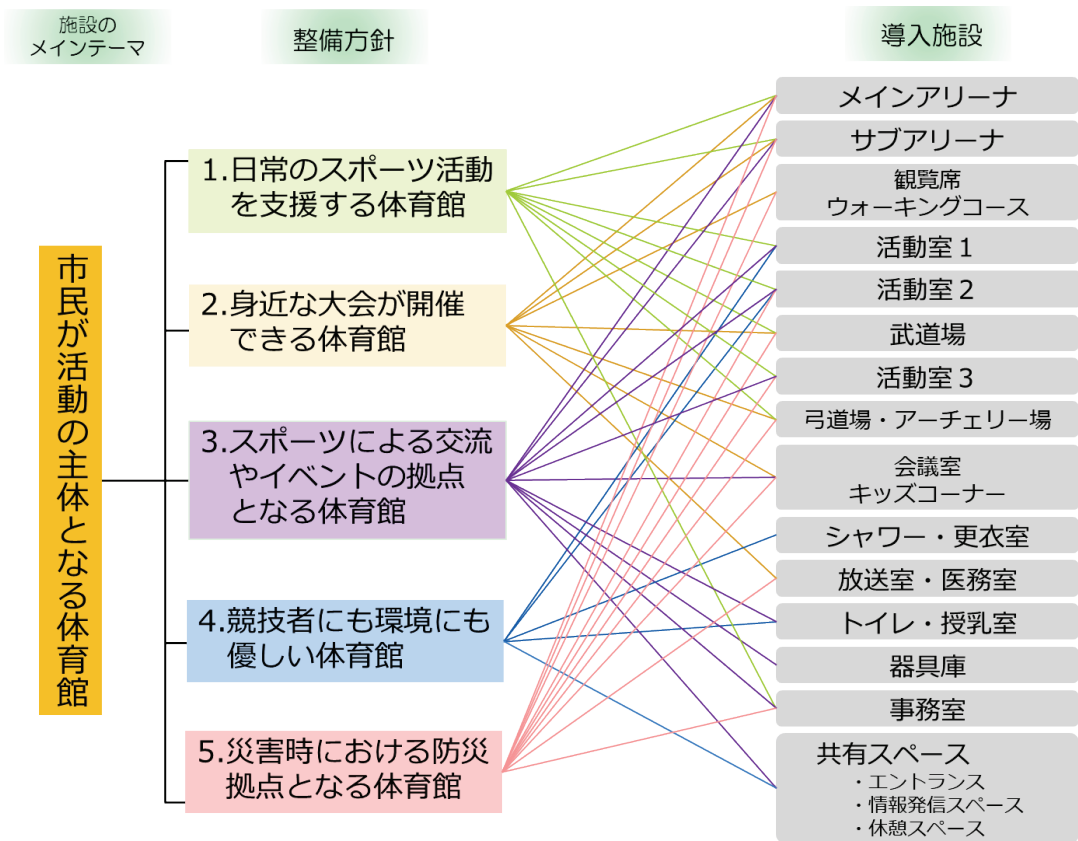 施設の
メインテーマ
整備方針
導入施設
市民が活動の主体となる体育館
1.日常のスポーツ活動
を支援する体育館
2.身近な大会が開催
できる体育館
3.スポーツによる交流
やイベントの拠点
となる体育館
4.競技者にも環境にも
優しい体育館
5.災害時における防災
拠点となる体育館
メインアリーナ
サブアリーナ
観覧席
ウォーキングコース
活動室1
活動室2
武道場
活動室3
弓道場・アーチェリー場
会議室
キッズコーナー
シャワー・更衣室
放送室・医務室
トイレ・授乳室
器具庫
事務室
共有スペース
・エントランス
・情報発信スペース
・休憩スペース